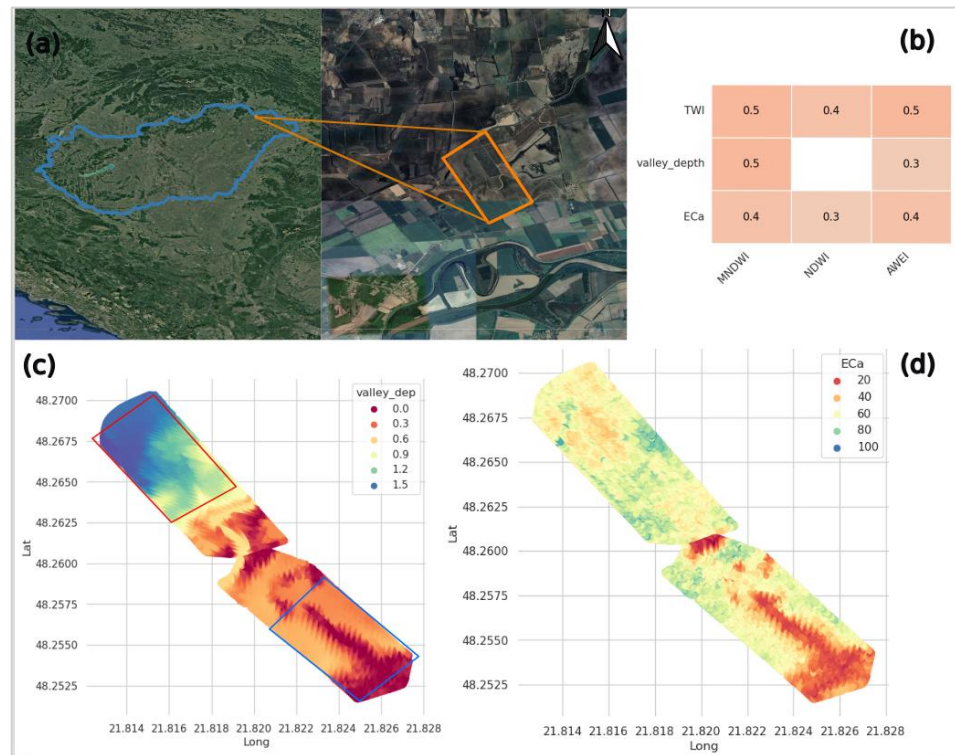 (a)
(b)
TWI 0.5 0.4 0.5
valley_depth 0.5 0.3
ECa 0.4 0.3 0.4
MNDWI NDWI AWEI
(c)
valley_dep
0.0
0.3
0.6
0.9
1.2
1.5
48.2700
48.2675
48.2650
48.2625
48.2600
48.2575
48.2550
48.2525
Lat
21.814 21.816 21.818 21.820 21.822 21.824 21.826 21.828
Long
(d)
ECa
20
40
60
80
100
48.2700
48.2675
48.2650
48.2625
48.2600
48.2575
48.2550
48.2525
Lat
21.814 21.816 21.818 21.820 21.822 21.824 21.826 21.828
Long